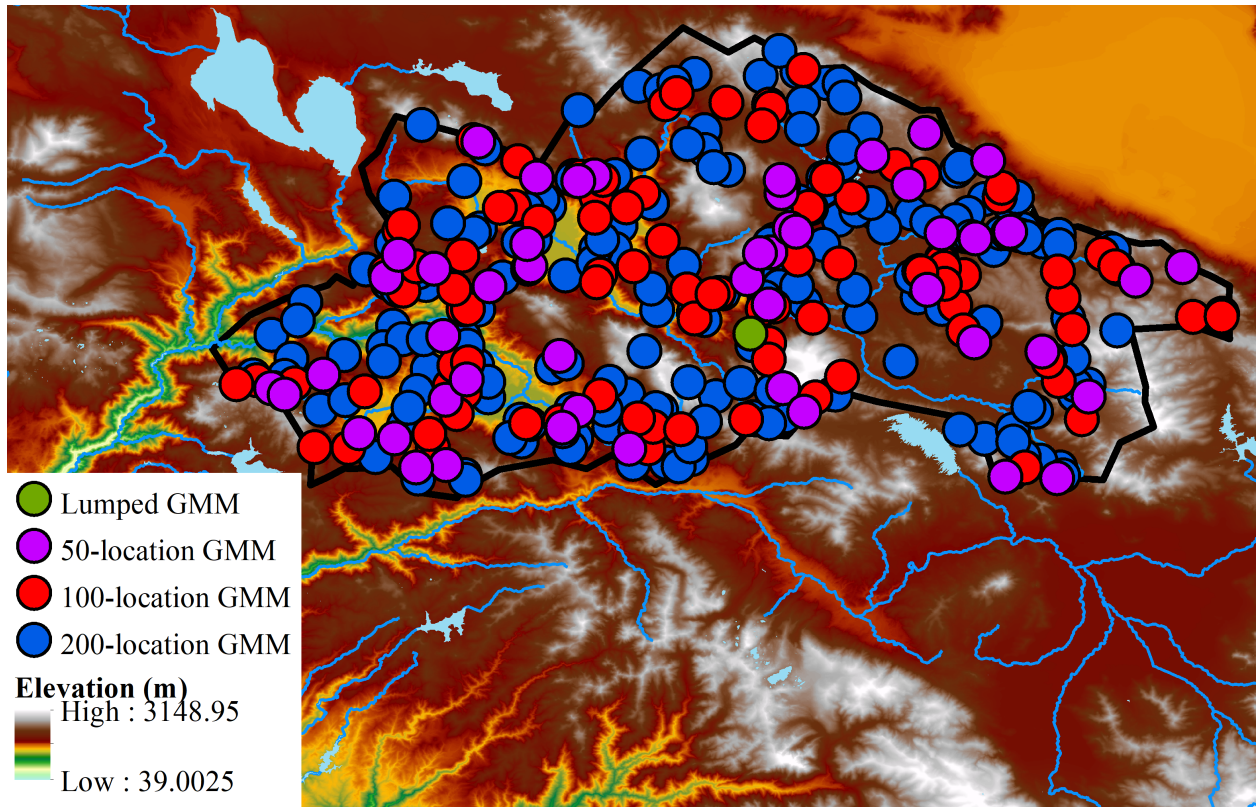 Lumped GMM
50-location GMM
100-location GMM
200-location GMM
Elevation (m)
High : 3148.95
Low : 39.0025